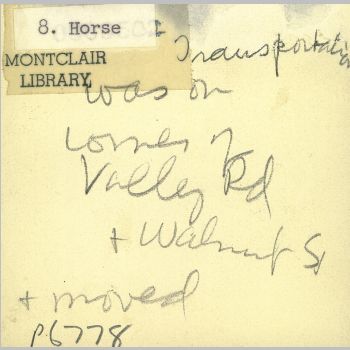 8. Horse
Transportation
MONTCLAIR
LIBRARY
was on
corner of
Valley Rd
+ Walnut St
+ moved
P6778